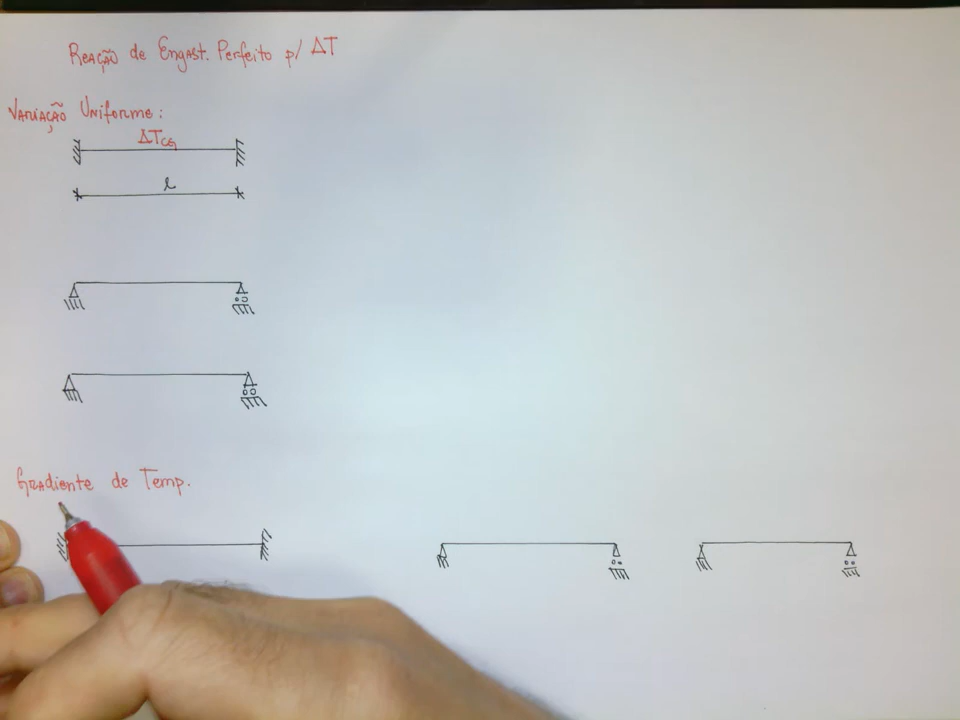 Reação de Engast. Perfeito p/ ΔT
Variação Uniforme:
ΔTCG
l
Gradiente de Temp.